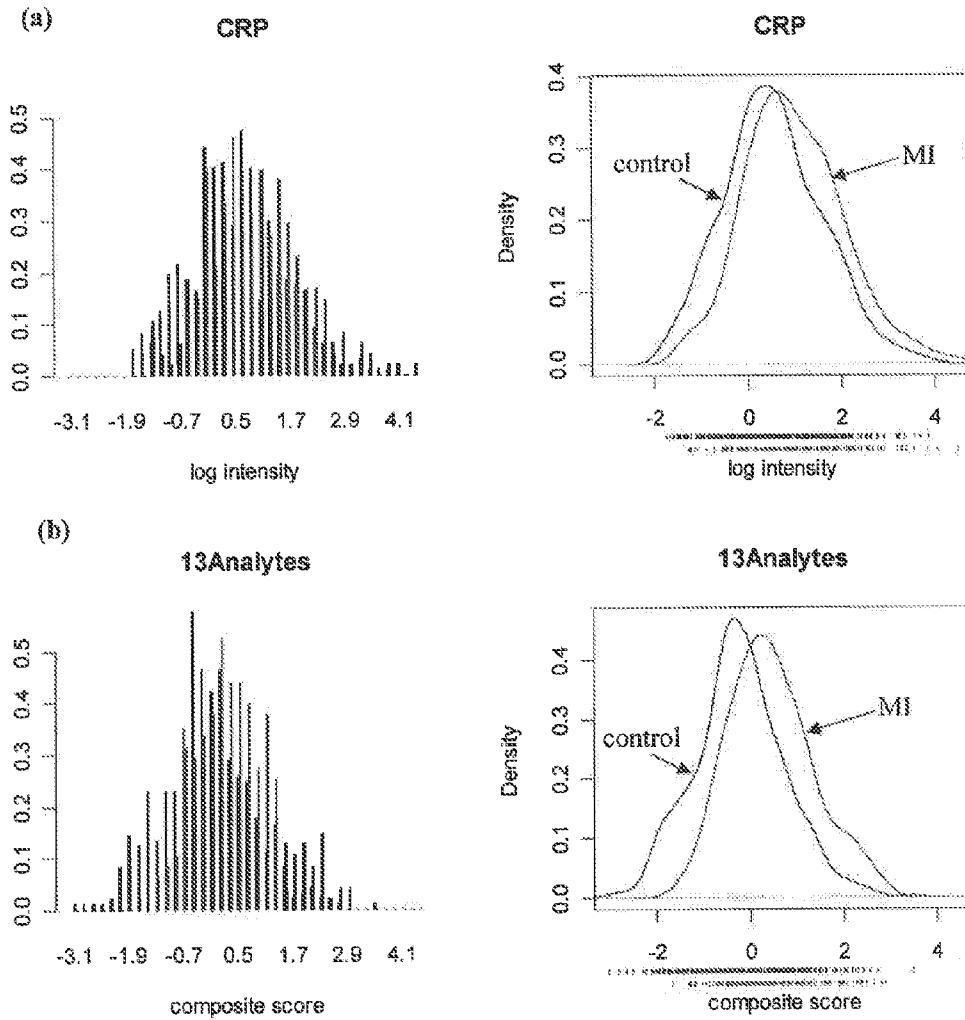 (a)
CRP
0.5
0.4
0.3
0.2
0.1
0.0
-3.1 -1.9 -0.7 0.5 1.7 2.9 4.1
log intensity
CRP
0.4
0.3
0.2
0.1
0.0
Density
control
MI
-2 0 2 4
log intensity
(b)
13Analytes
0.5
0.4
0.3
0.2
0.1
0.0
-3.1 -1.9 -0.7 0.5 1.7 2.9 4.1
composite score
13Analytes
0.4
0.3
0.2
0.1
0.0
Density
control
MI
-2 0 2 4
composite score